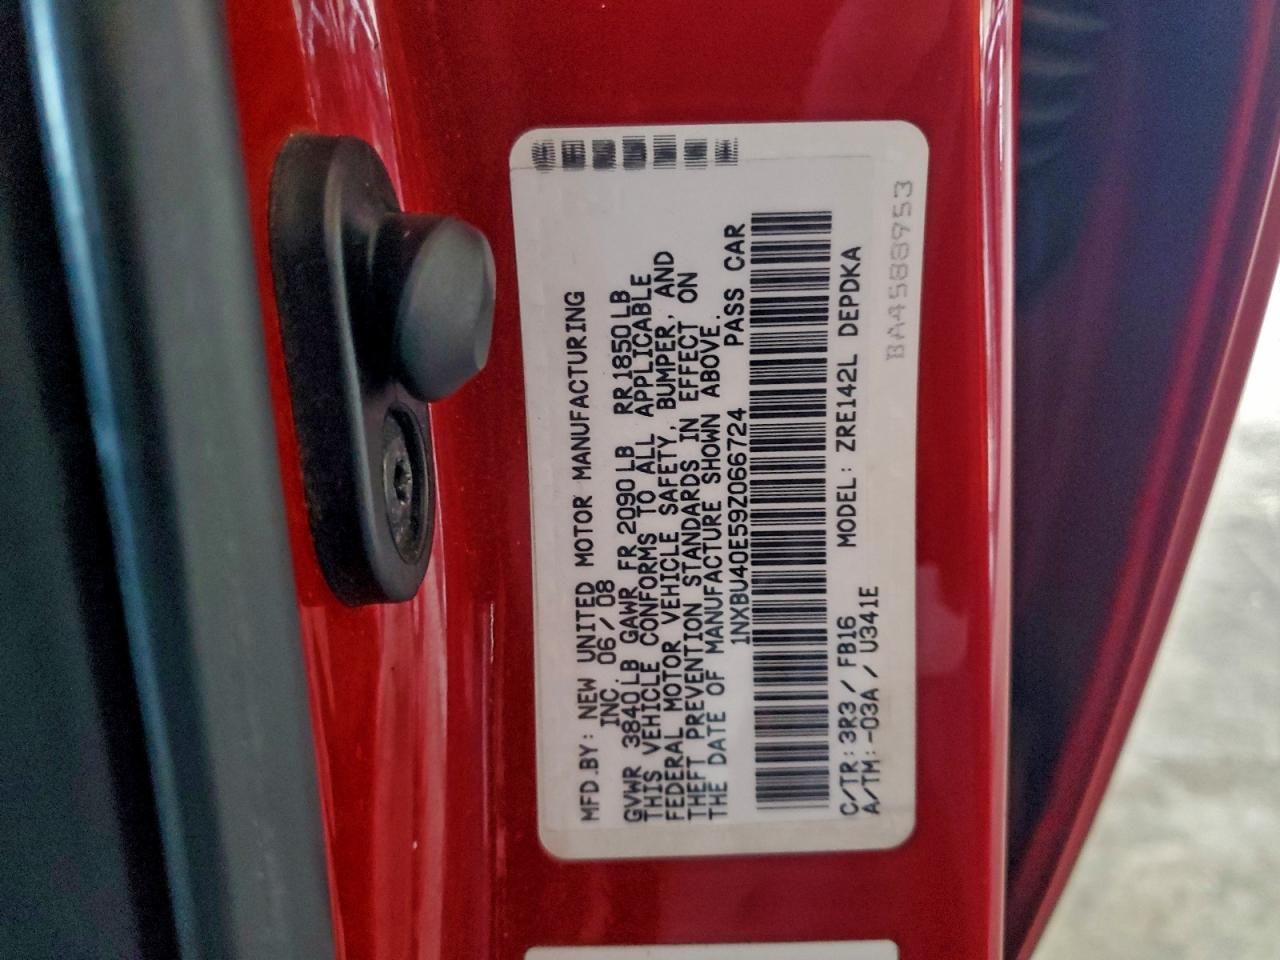 MFD.BY: NEW UNITED MOTOR MANUFACTURING
INC. 06/08
GVWR 3840LB GAWR FR 2090LB RR1850LB
THIS VEHICLE CONFORMS TO ALL APPLICABLE
FEDERAL MOTOR VEHICLE SAFETY, BUMPER, AND
THEFT PREVENTION STANDARDS IN EFFECT ON
THE DATE OF MANUFACTURE SHOWN ABOVE.
1NXBU40E59Z066724 PASS CAR
C/TR:3R3/FB16 MODEL: ZRE142L DEPDKA
A/TM:-03A/U341E
BA4588953